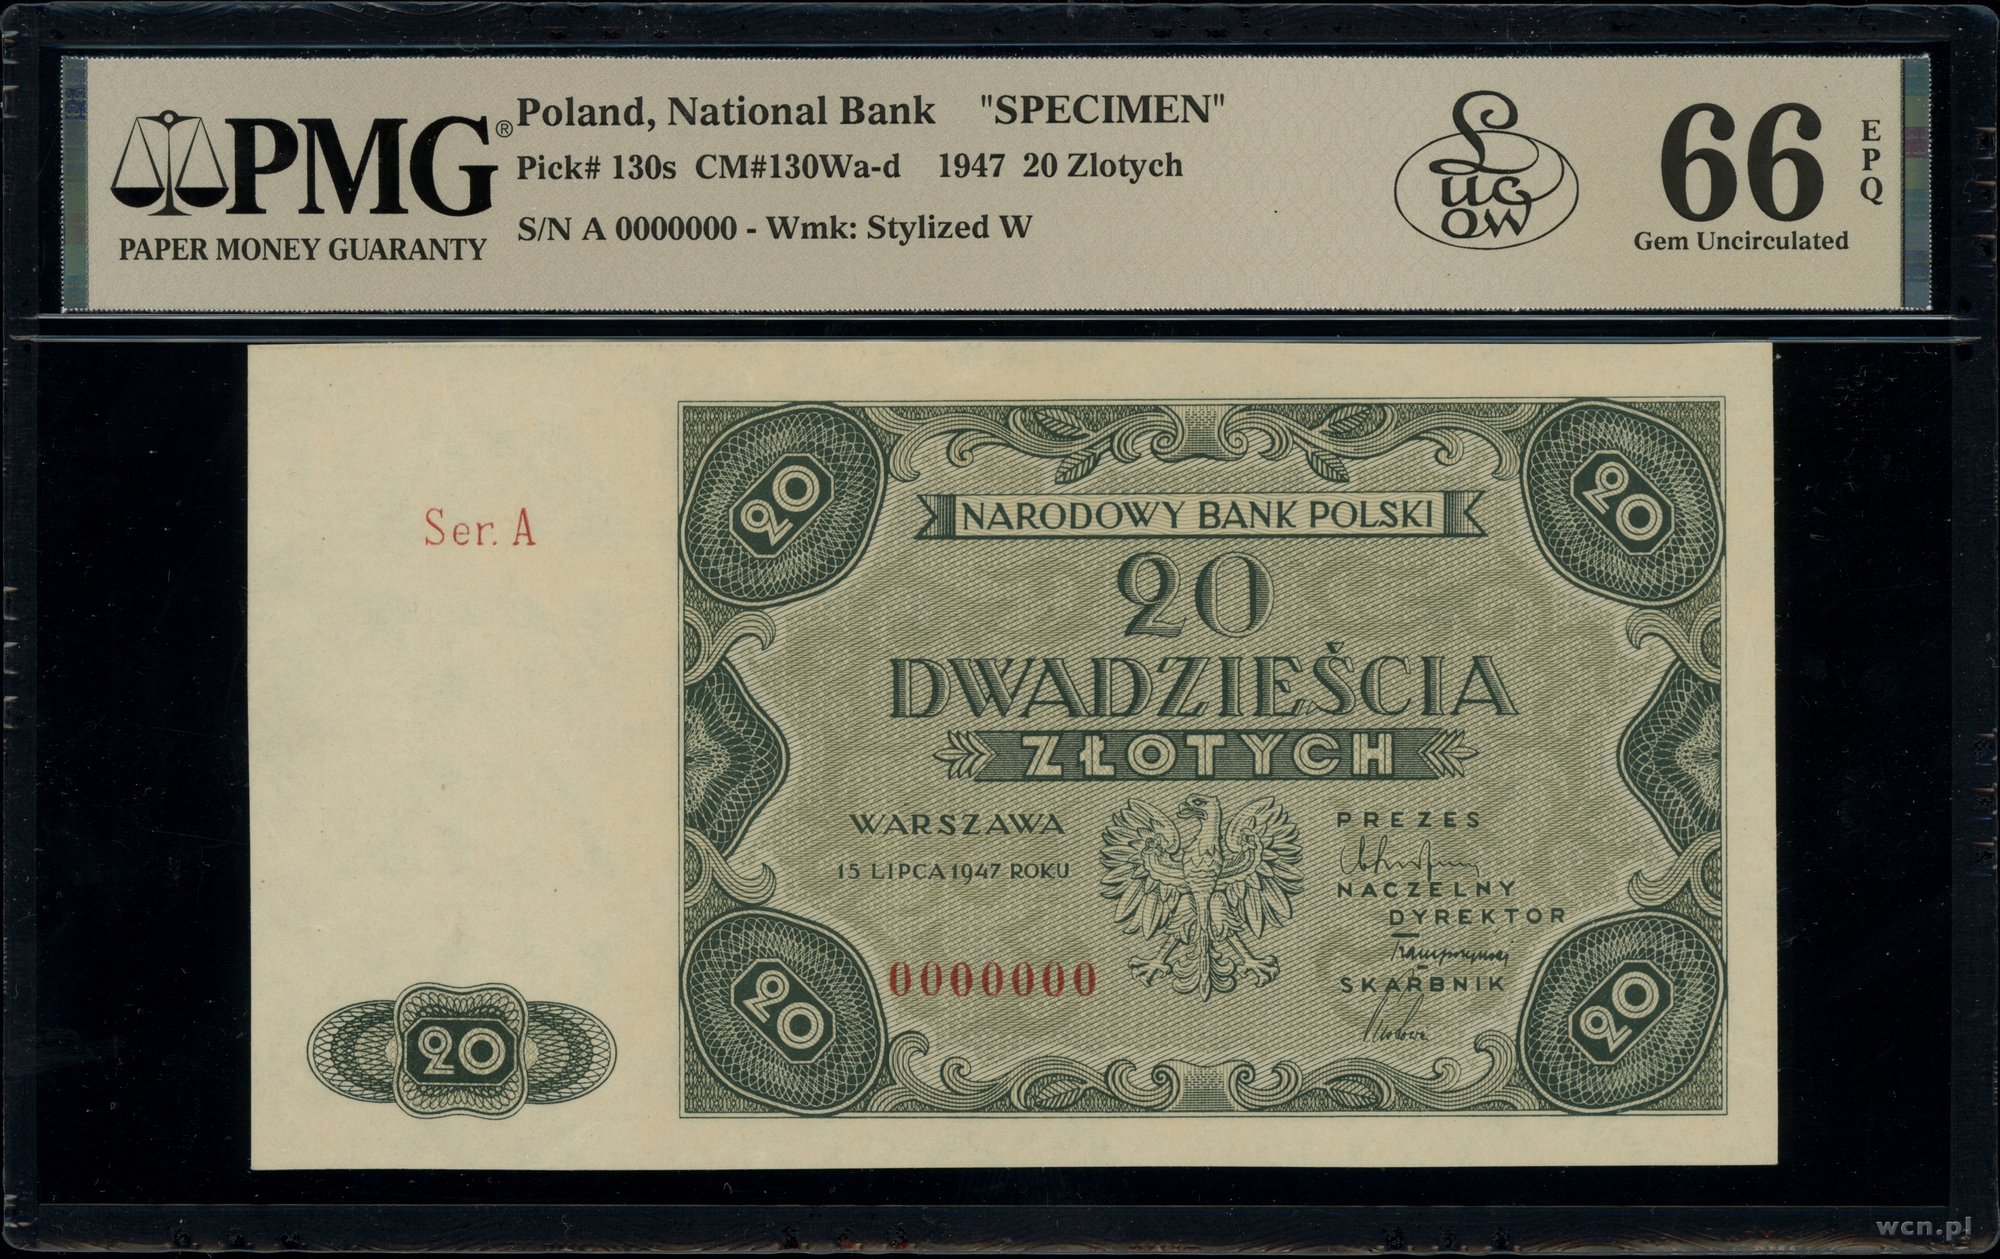 PMG®
PAPER MONEY GUARANTY
Poland, National Bank "SPECIMEN"
Pick# 130s CM#130Wa-d 1947 20 Zlotych
S/N A 0000000 - Wmk: Stylized W
Lucow
66
EPQ
Gem Uncirculated
Ser. A
20
20
NARODOWY BANK POLSKI
20
DWADZIEŚCIA
ZŁOTYCH
WARSZAWA
15 LIPCA 1947 ROKU
PREZES
NACZELNY
DYREKTOR
SKARBNIK
0000000
20
20
20
wcn.pl